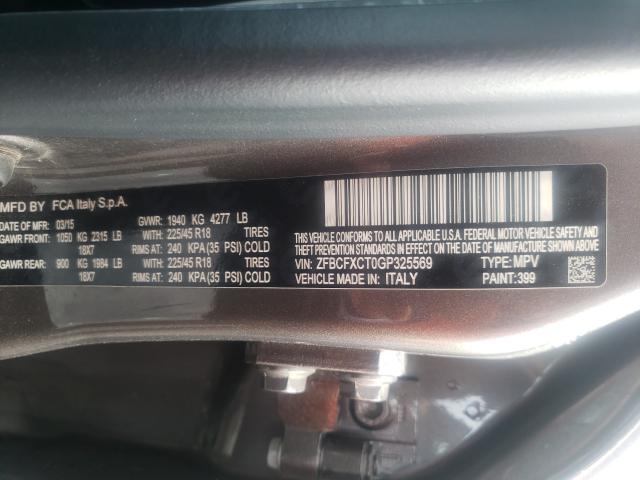 MFD BY FCA Italy S.p.A.
DATE OF MFR: 03/15 GVWR: 1940 KG 4277 LB
GAWR FRONT: 1050 KG 2315 LB WITH: 225/45 R18 TIRES
18X7 RIMS AT: 240 KPA (35 PSI) COLD
GAWR REAR: 900 KG 1984 LB WITH: 225/45 R18 TIRES
18X7 RIMS AT: 240 KPA (35 PSI) COLD
THIS VEHICLE CONFORMS TO ALL APPLICABLE
U.S.A. FEDERAL MOTOR VEHICLE SAFETY
STANDARDS IN EFFECT ON THE
DATE OF MANUFACTURE SHOWN ABOVE.
VIN: ZFBCFXCT0GP325569 TYPE: MPV
VEHICLE MADE IN: ITALY PAINT: 399